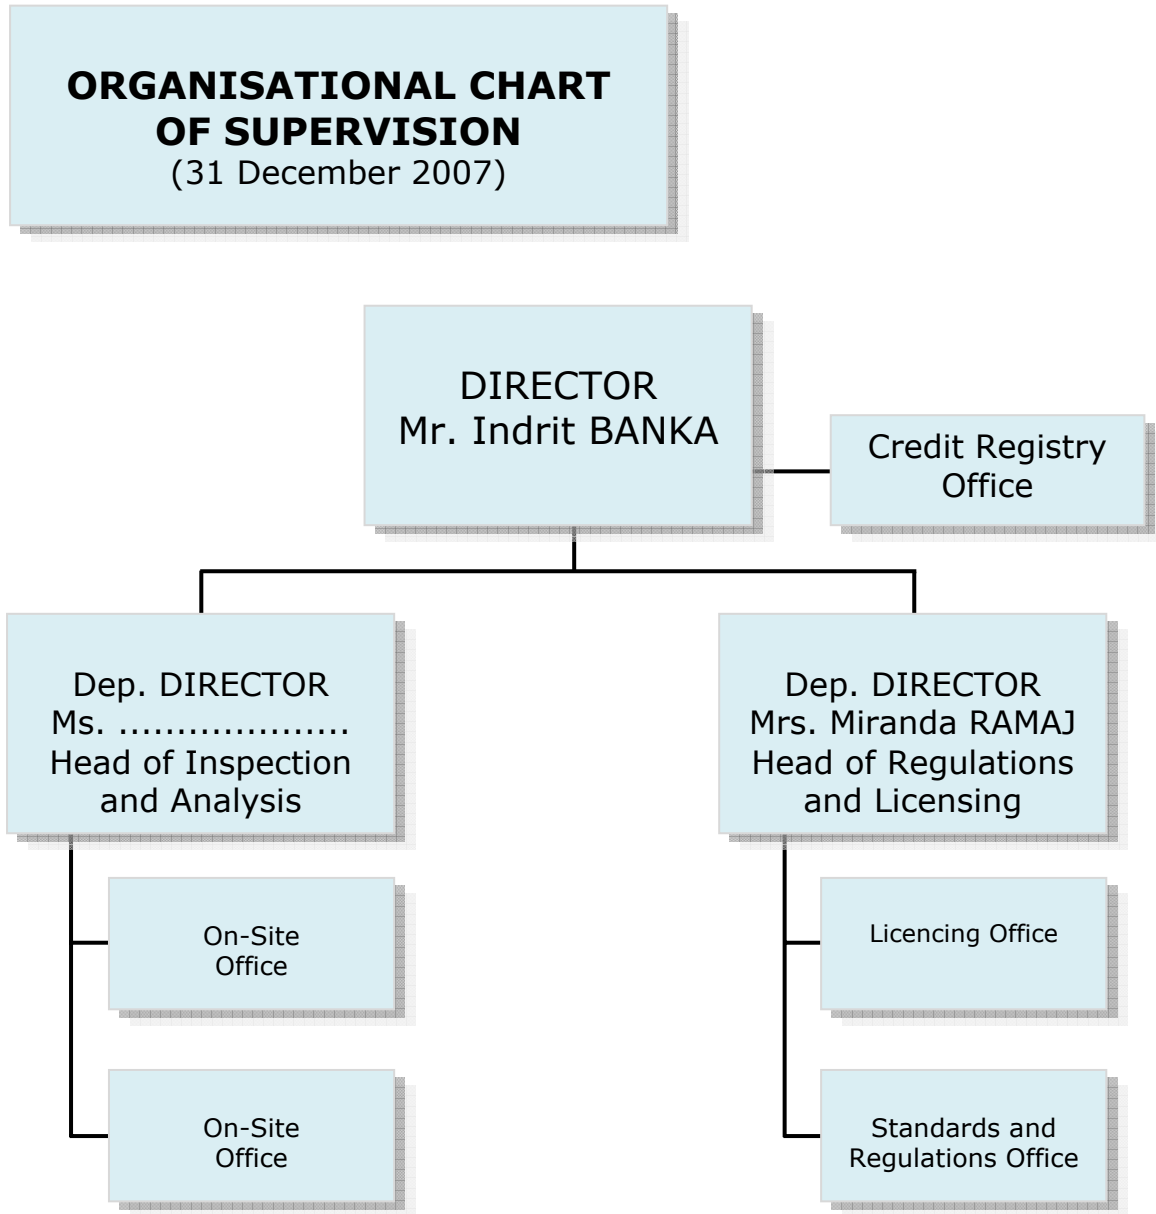 ORGANISATIONAL CHART
OF SUPERVISION
(31 December 2007)
DIRECTOR
Mr. Indrit BANKA
Credit Registry
Office
Dep. DIRECTOR
Ms. ....................
Head of Inspection
and Analysis
Dep. DIRECTOR
Mrs. Miranda RAMAJ
Head of Regulations
and Licensing
On-Site
Office
Licencing Office
On-Site
Office
Standards and
Regulations Office